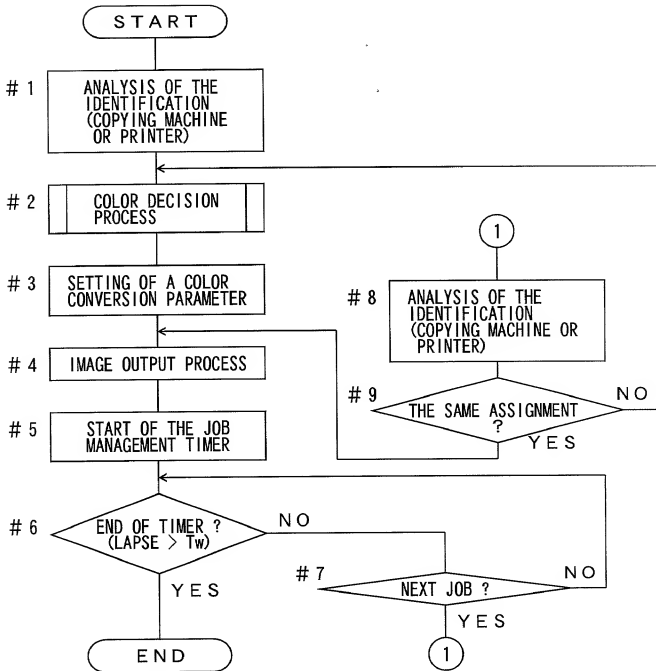 START
#1
ANALYSIS OF THE
IDENTIFICATION
(COPYING MACHINE
OR PRINTER)
#2
COLOR DECISION
PROCESS
#3
SETTING OF A COLOR
CONVERSION PARAMETER
#4
IMAGE OUTPUT PROCESS
#5
START OF THE JOB
MANAGEMENT TIMER
#6
END OF TIMER ?
(LAPSE > Tw)
NO
YES
END
1
#8
ANALYSIS OF THE
IDENTIFICATION
(COPYING MACHINE OR
PRINTER)
#9
THE SAME ASSIGNMENT
?
NO
YES
#7
NEXT JOB ?
NO
YES
1